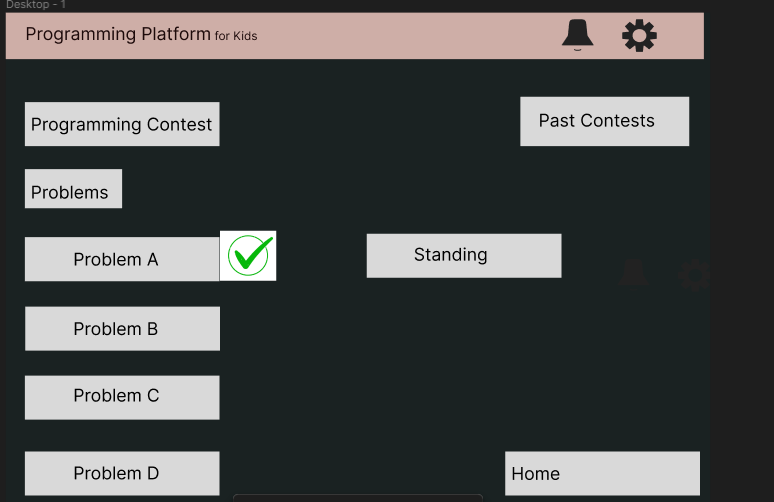 Desktop - 1
Programming Platform for Kids
Programming Contest
Past Contests
Problems
Problem A
Standing
Problem B
Problem C
Problem D
Home